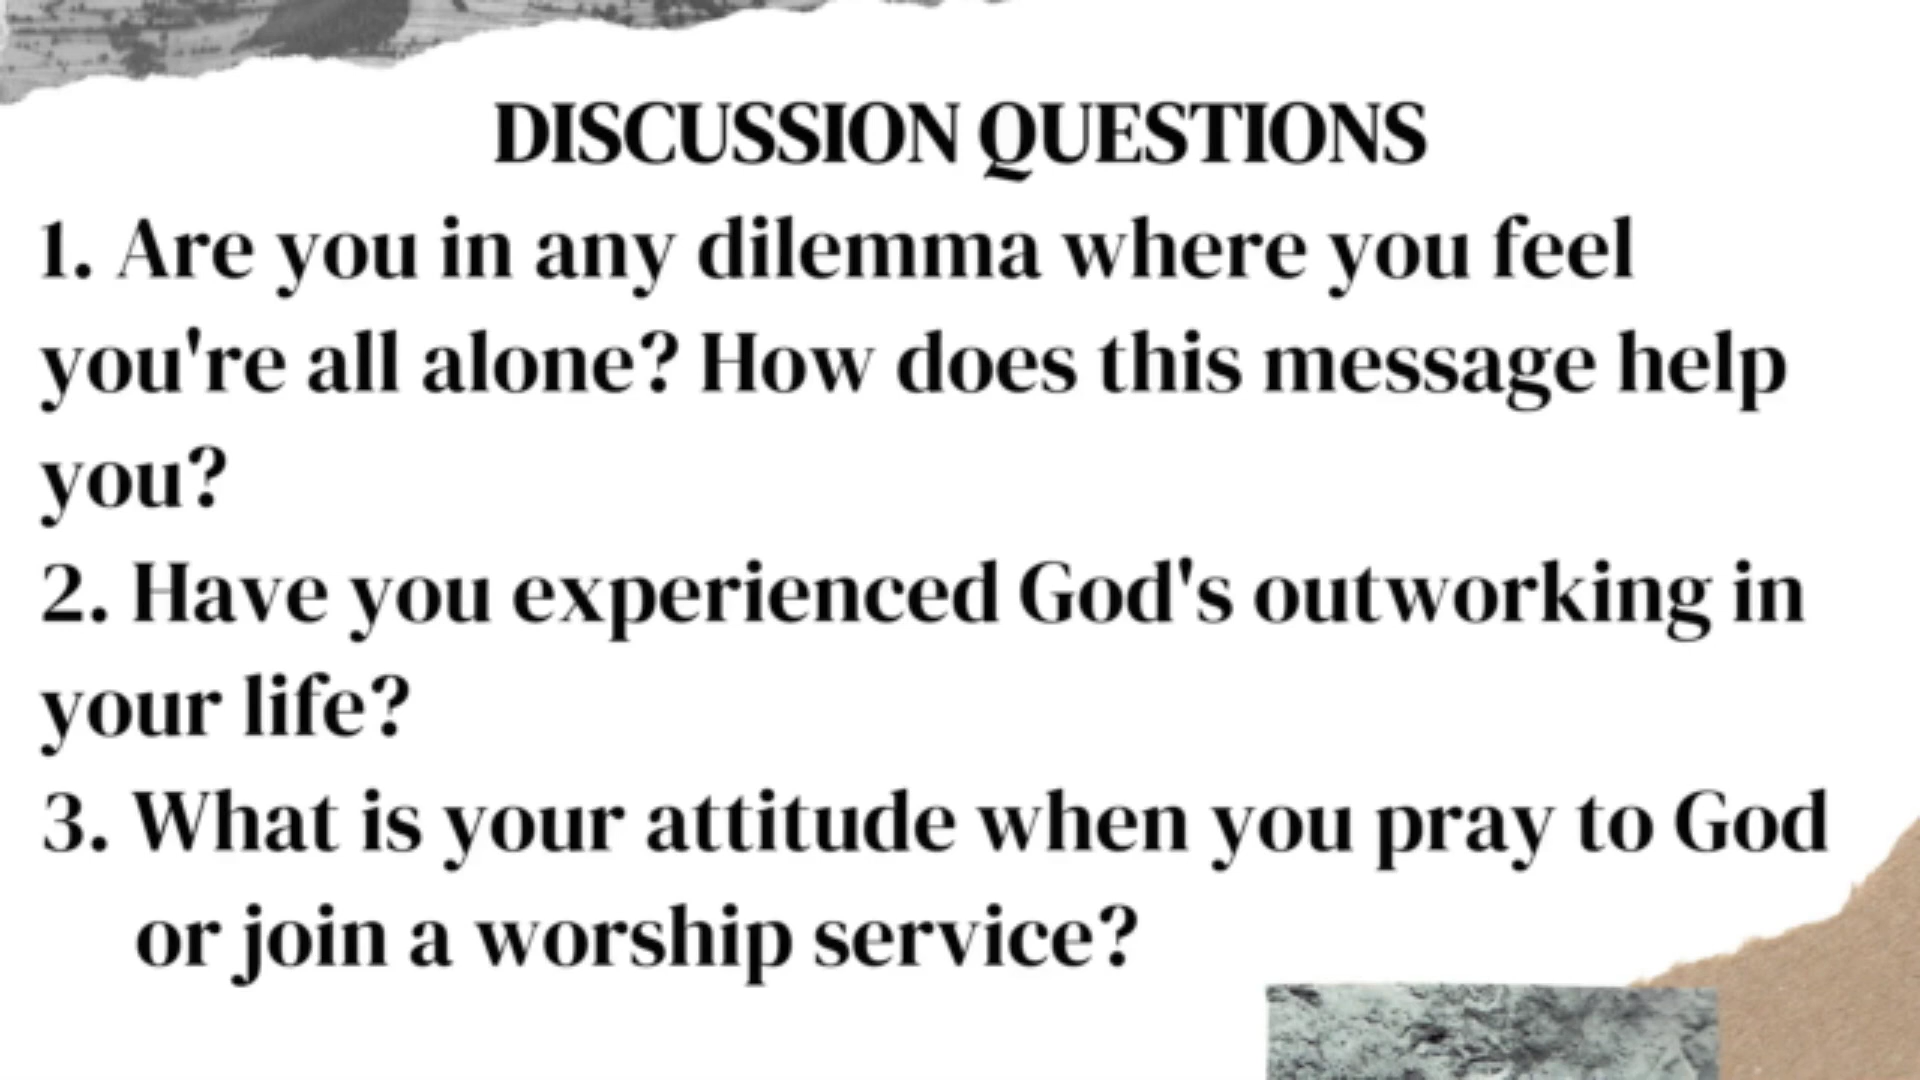 DISCUSSION QUESTIONS
1. Are you in any dilemma where you feel
you're all alone? How does this message help
you?
2. Have you experienced God's outworking in
your life?
3. What is your attitude when you pray to God
or join a worship service?